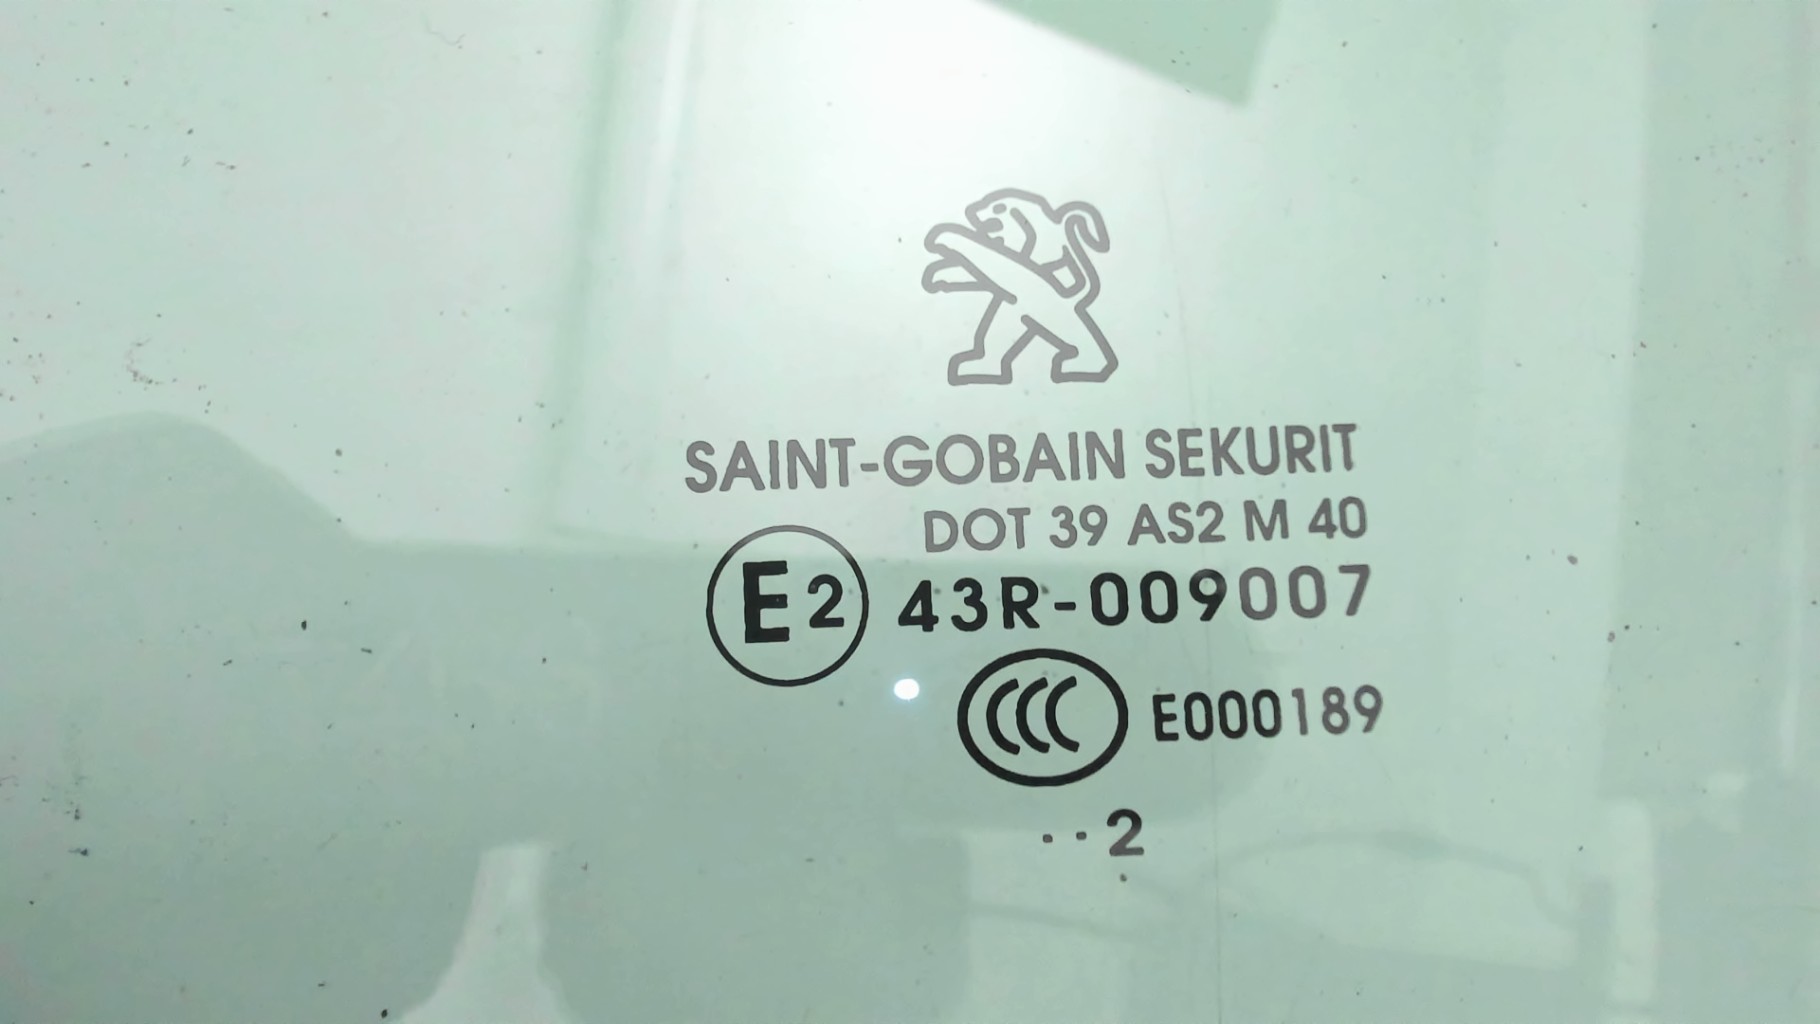 SAINT-GOBAIN SEKURIT
DOT 39 AS2 M 40
E2 43R-009007
CCC E000189
··2